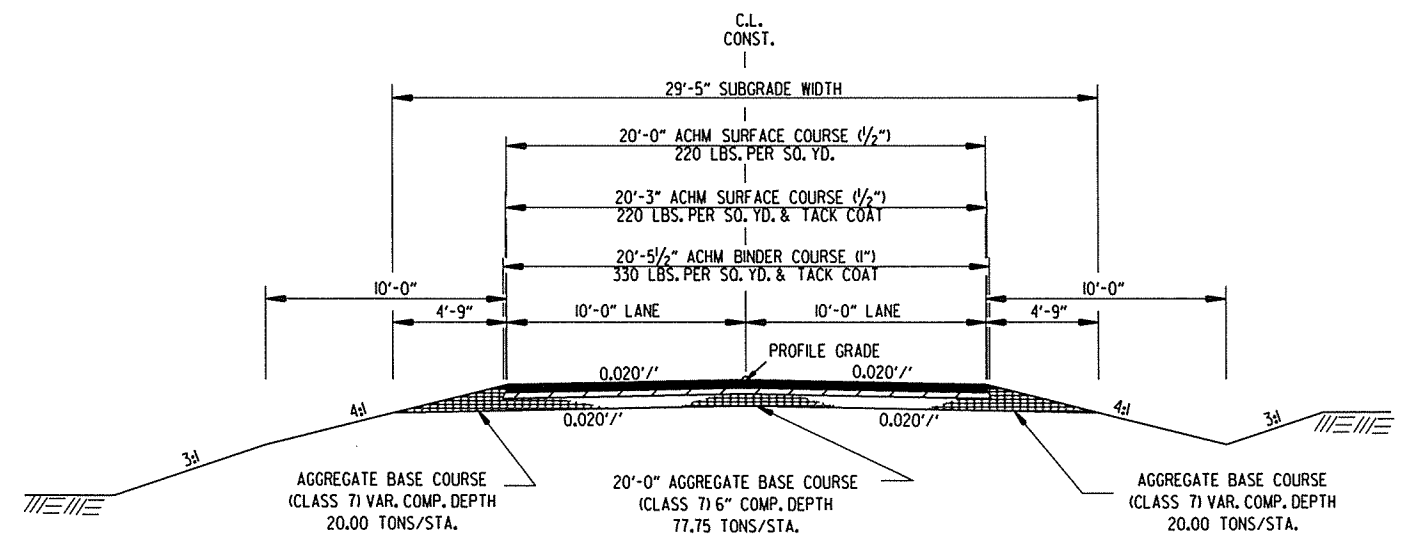 C.L.
CONST.
29'-5" SUBGRADE WIDTH
20'-0" ACHM SURFACE COURSE (1/2")
220 LBS. PER SQ. YD.
20'-3" ACHM SURFACE COURSE (1/2")
220 LBS. PER SQ. YD. & TACK COAT
20'-5 1/2" ACHM BINDER COURSE (1")
330 LBS. PER SQ. YD. & TACK COAT
10'-0"
10'-0"
4'-9"
10'-0" LANE
10'-0" LANE
4'-9"
PROFILE GRADE
0.020'/'
0.020'/'
4:1
0.020'/'
0.020'/'
4:1
3:1
3:1
AGGREGATE BASE COURSE
(CLASS 7) VAR. COMP. DEPTH
20.00 TONS/STA.
20'-0" AGGREGATE BASE COURSE
(CLASS 7) 6" COMP. DEPTH
77.75 TONS/STA.
AGGREGATE BASE COURSE
(CLASS 7) VAR. COMP. DEPTH
20.00 TONS/STA.